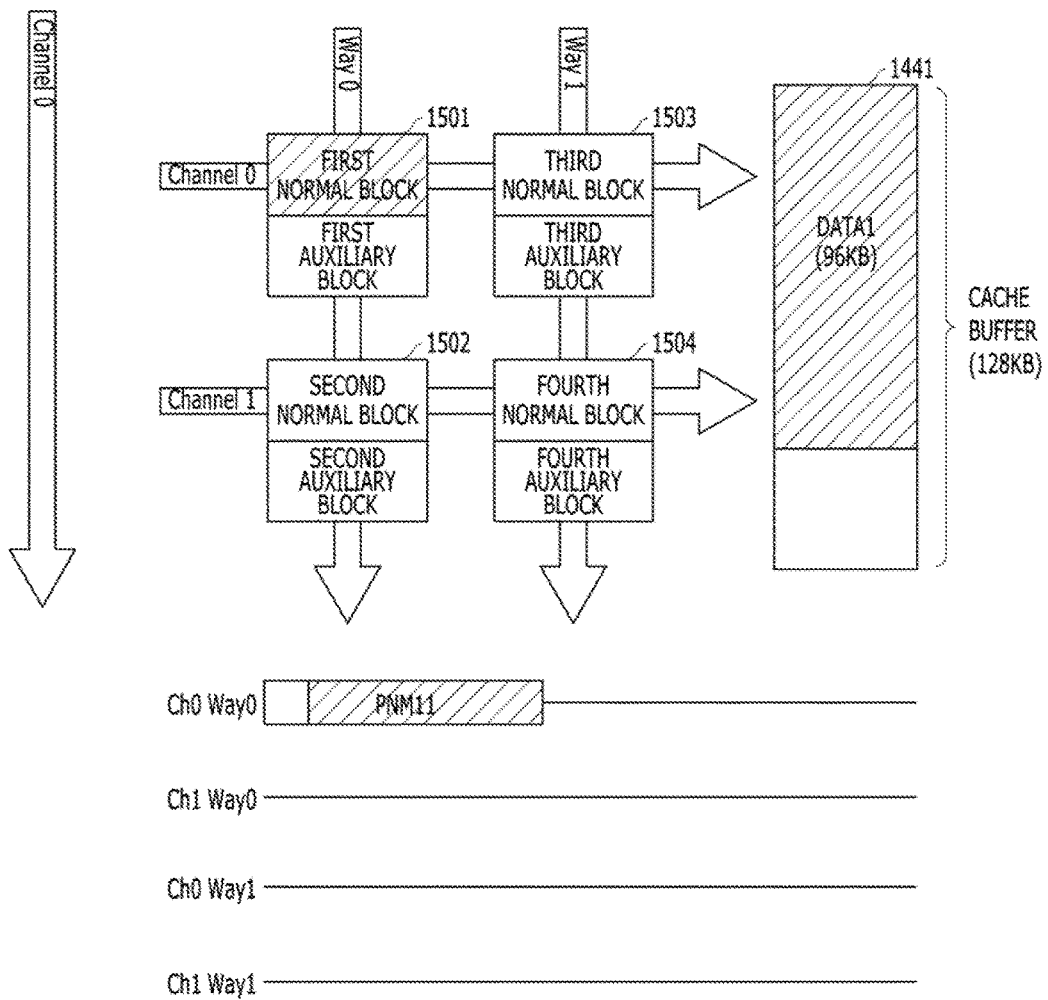 Channel 0
Way 0
Way 1
1441
1501
1503
Channel 0
FIRST
NORMAL BLOCK
THIRD
NORMAL BLOCK
FIRST
AUXILIARY
BLOCK
THIRD
AUXILIARY
BLOCK
DATA1
(96KB)
CACHE
BUFFER
(128KB)
1502
1504
Channel 1
SECOND
NORMAL BLOCK
FOURTH
NORMAL BLOCK
SECOND
AUXILIARY
BLOCK
FOURTH
AUXILIARY
BLOCK
Ch0 Way0
PNM11
Ch1 Way0
Ch0 Way1
Ch1 Way1